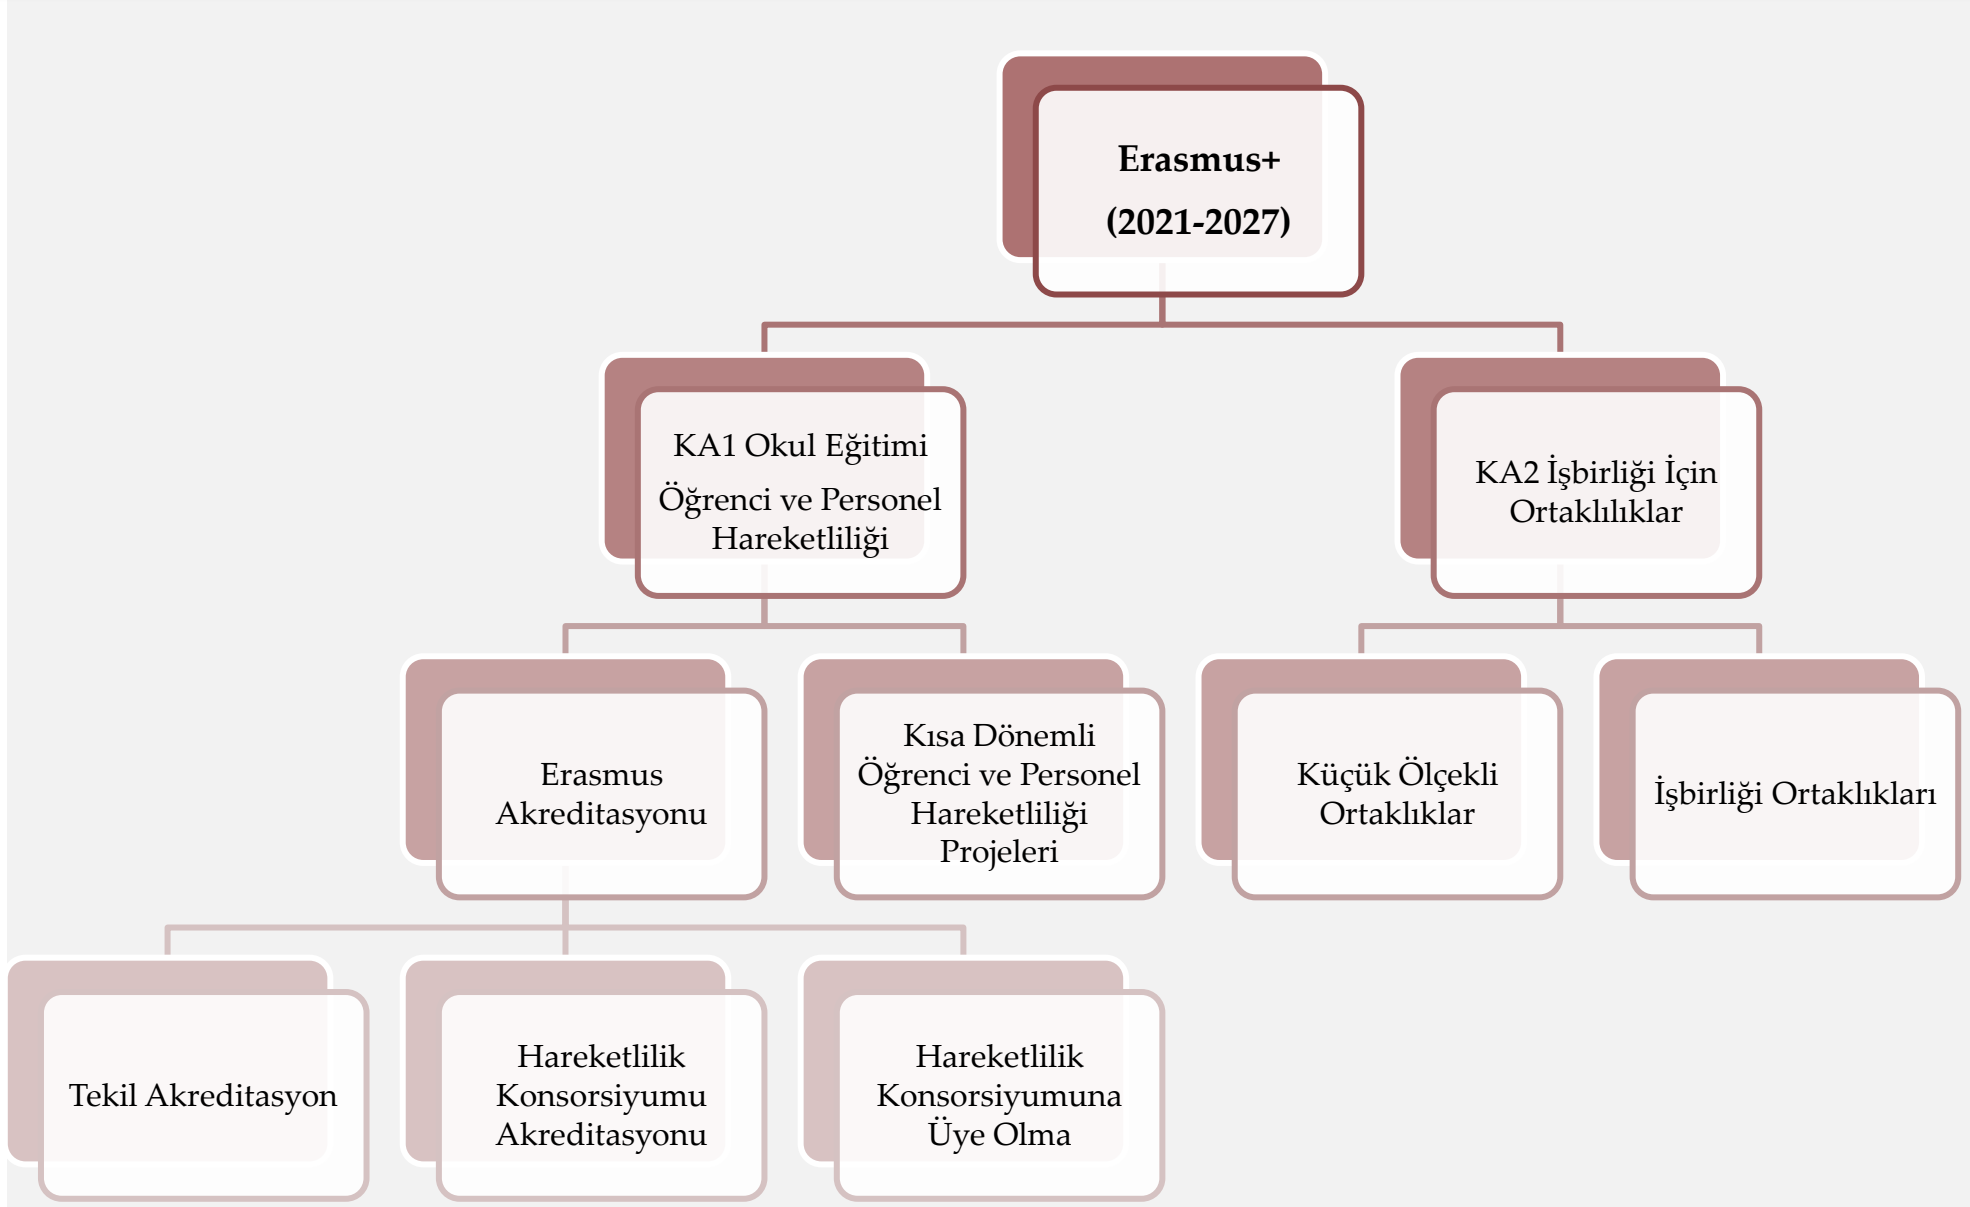 Erasmus+
(2021-2027)
KA1 Okul Eğitimi
Öğrenci ve Personel
Hareketliliği
KA2 İşbirliği İçin
Ortaklılıklar
Erasmus
Akreditasyonu
Kısa Dönemli
Öğrenci ve Personel
Hareketliliği
Projeleri
Küçük Ölçekli
Ortaklıklar
İşbirliği Ortaklıkları
Tekil Akreditasyon
Hareketlilik
Konsorsiyumu
Akreditasyonu
Hareketlilik
Konsorsiyumuna
Üye Olma